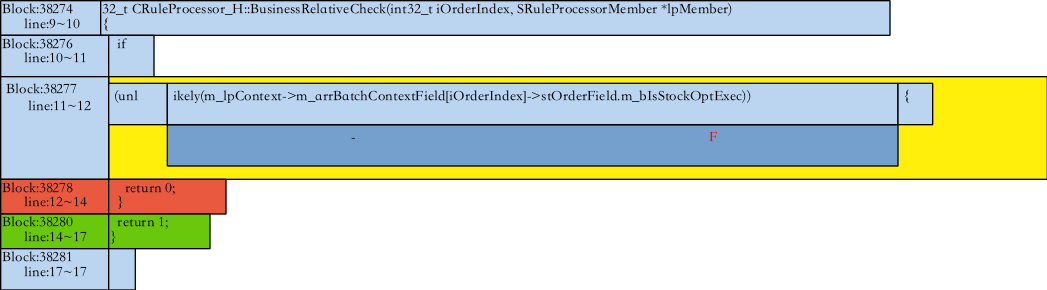 Block:38274 32_t CRuleProcessor_H::BusinessRelativeCheck(int32_t iOrderIndex, SRuleProcessorMember *lpMember)
line:9~10 {
Block:38276 if
line:10~11
Block:38277 (unl ikely(m_lpContext->m_arrBatchContextField[iOrderIndex]->stOrderField.m_bIsStockOptExec)) {
line:11~12
- F
Block:38278 return 0;
line:12~14 }
Block:38280 return 1;
line:14~17 }
Block:38281
line:17~17